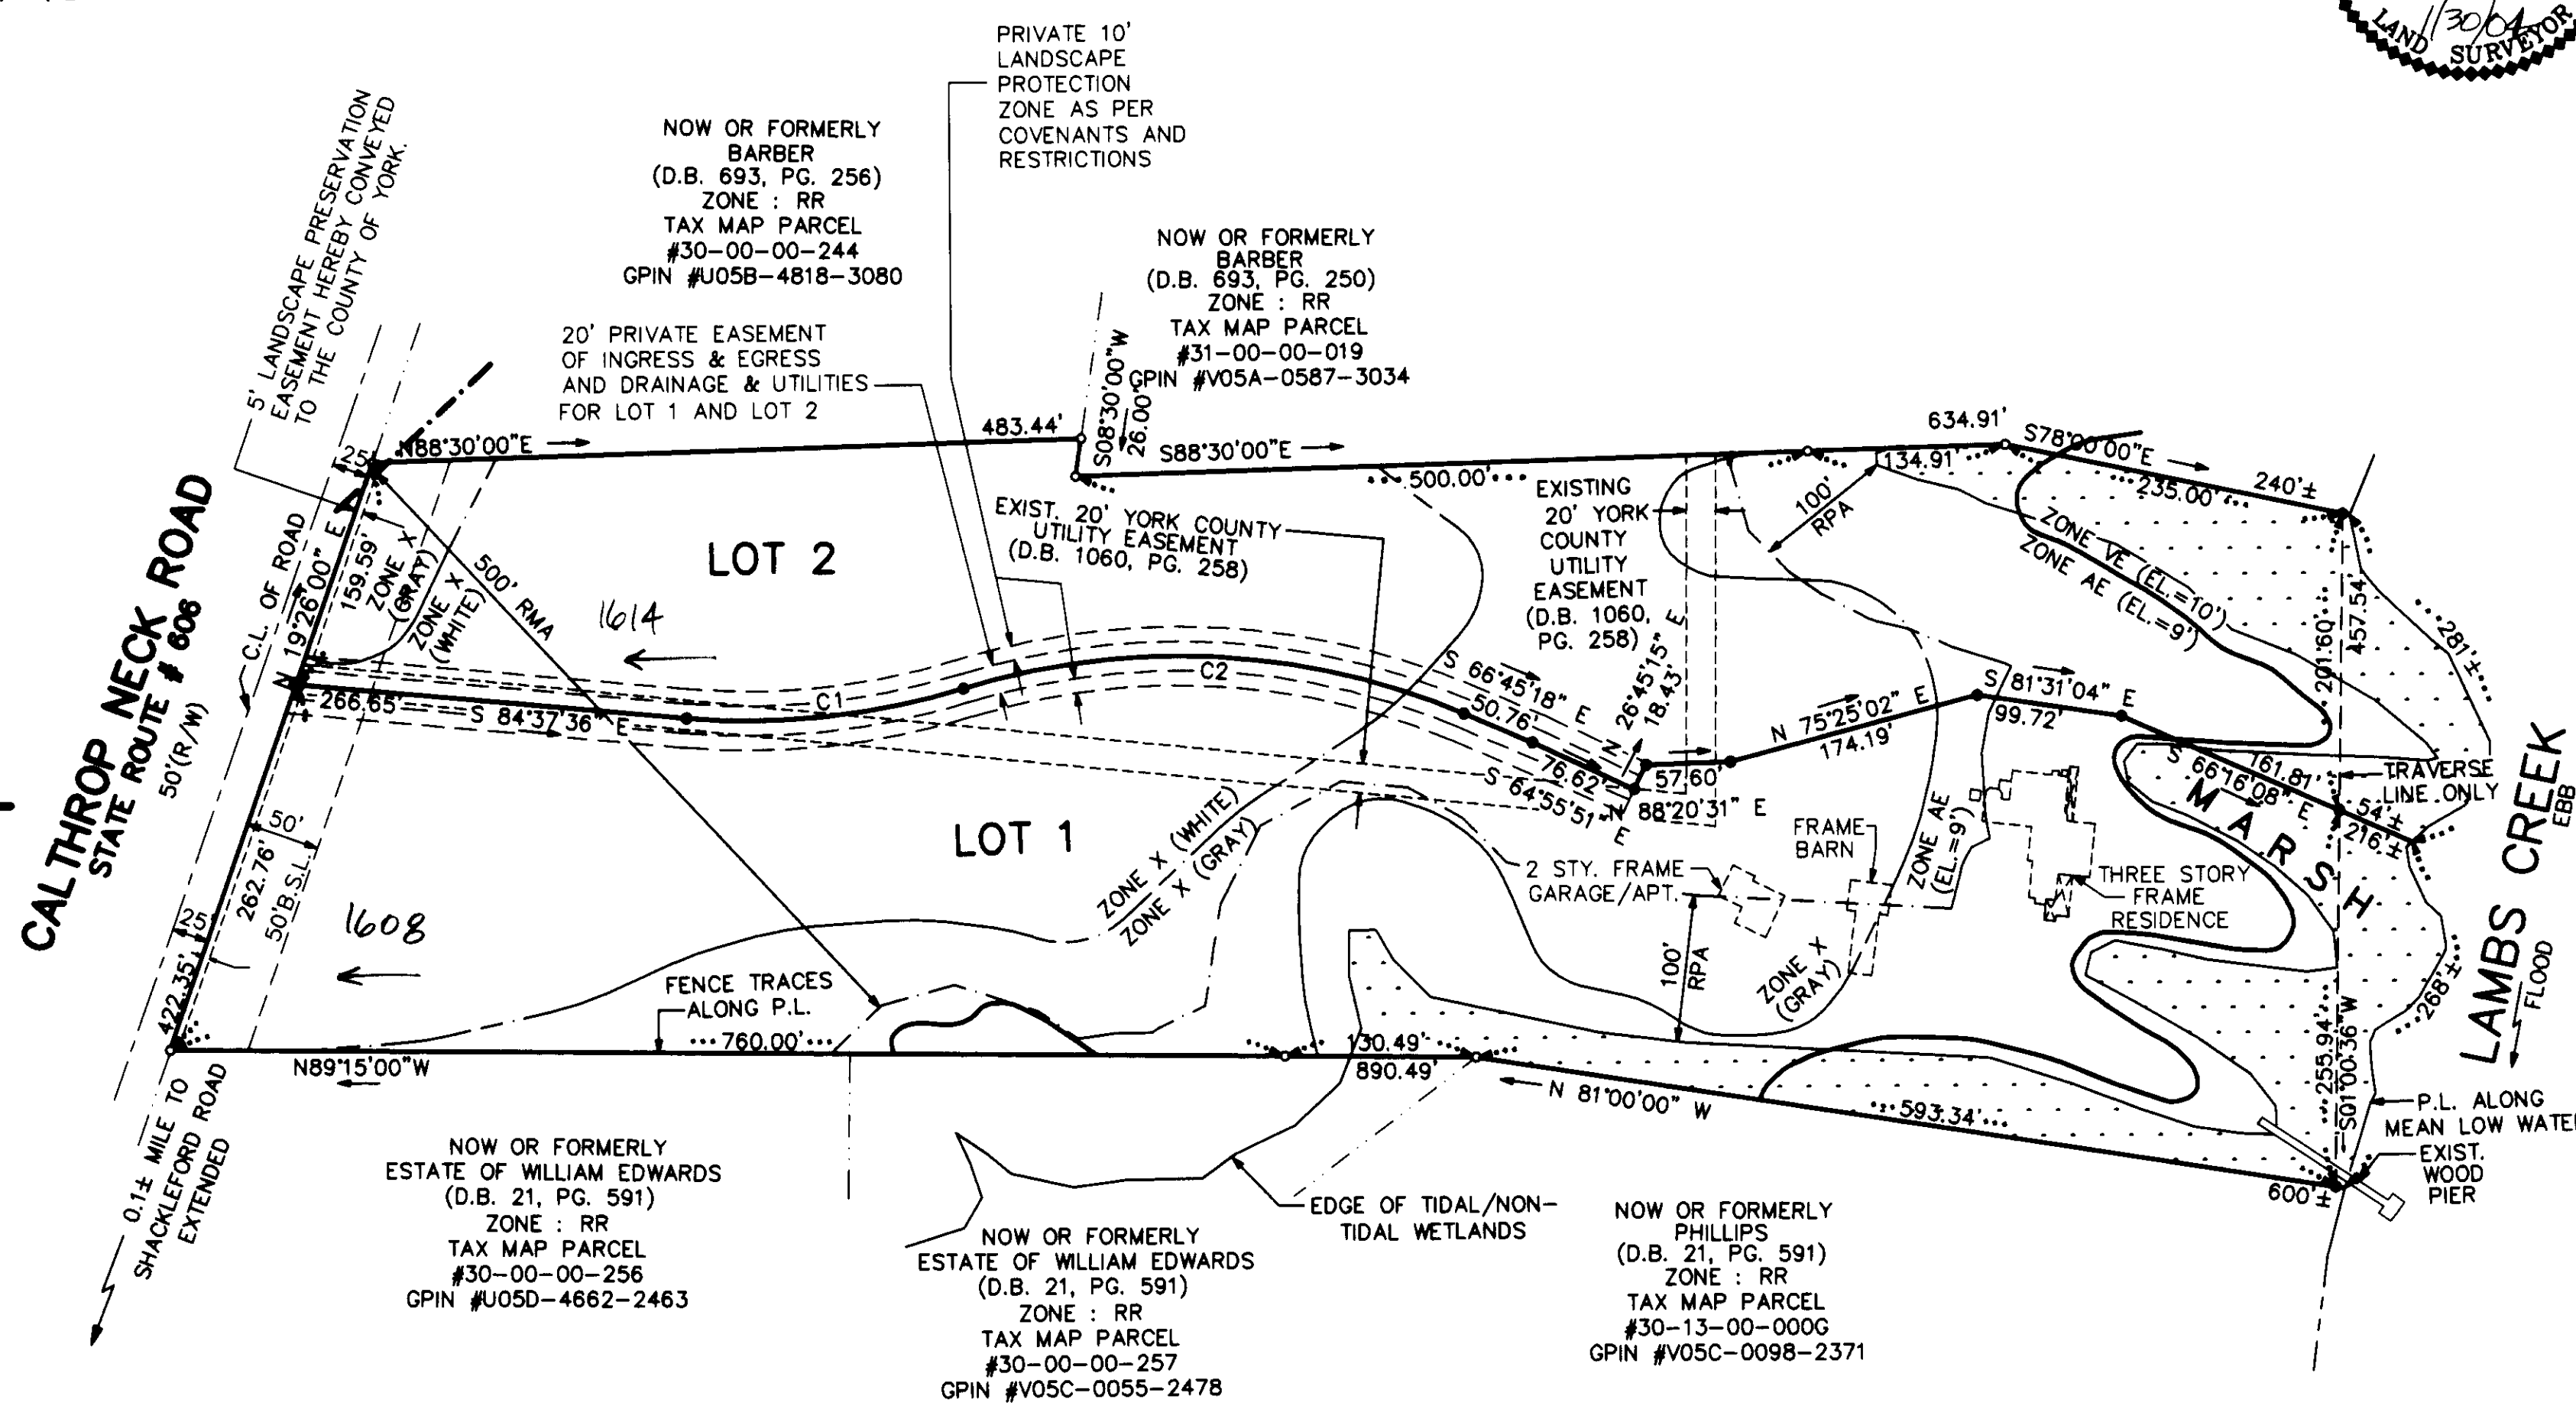 1/30/04
LAND SURVEYOR
PRIVATE 10'
LANDSCAPE
PROTECTION
ZONE AS PER
COVENANTS AND
RESTRICTIONS
5' LANDSCAPE PRESERVATION
EASEMENT HEREBY CONVEYED
TO THE COUNTY OF YORK.
NOW OR FORMERLY
BARBER
(D.B. 693, PG. 256)
ZONE : RR
TAX MAP PARCEL
#30-00-00-244
GPIN #U05B-4818-3080
NOW OR FORMERLY
BARBER
(D.B. 693, PG. 250)
ZONE : RR
TAX MAP PARCEL
#31-00-00-019
GPIN #V05A-0587-3034
20' PRIVATE EASEMENT
OF INGRESS & EGRESS
AND DRAINAGE & UTILITIES
FOR LOT 1 AND LOT 2
S08°30'00"W
26.00'
25'
N88°30'00"E
483.44'
S88°30'00"E
500.00'
634.91'
134.91'
S78°00'00"E
240'±
235.00'
CALTHROP NECK ROAD
STATE ROUTE # 606
50'(R/W)
C.L. OF ROAD
N 19°26'00" E
159.59'
ZONE X
(GRAY)
ZONE X
(WHITE)
500' RMA
LOT 2
1614
EXIST. 20' YORK COUNTY
UTILITY EASEMENT
(D.B. 1060, PG. 258)
EXISTING
20' YORK
COUNTY
UTILITY
EASEMENT
(D.B. 1060,
PG. 258)
100'
RPA
ZONE VE (EL.=10')
ZONE AE (EL.=9')
201.60'
457.54'
281'±
266.65'
S 84°37'36" E
C1
C2
S 66°45'18" E
50.76'
N 26°45'15" E
18.43'
76.62'
S 64°55'51" E
57.60'
N 88°20'31" E
N 75°25'02" E
174.19'
S 81°31'04" E
99.72'
161.81'
S 66°16'08" E
54'±
216'±
TRAVERSE
LINE ONLY
MARSH
LAMBS CREEK
EBB
FLOOD
LOT 1
1608
50'
262.76'
50'B.S.L.
25'
422.35'
ZONE X (WHITE)
ZONE X (GRAY)
2 STY. FRAME
GARAGE/APT.
FRAME
BARN
ZONE AE
(EL.=9')
THREE STORY
FRAME
RESIDENCE
100'
RPA
ZONE X
(GRAY)
268'±
FENCE TRACES
ALONG P.L.
760.00'
N89°15'00"W
130.49'
890.49'
N 81°00'00" W
593.34'
255.94'
S01°00'36"W
600'±
P.L. ALONG
MEAN LOW WATE
EXIST.
WOOD
PIER
0.1± MILE TO
SHACKLEFORD ROAD
EXTENDED
NOW OR FORMERLY
ESTATE OF WILLIAM EDWARDS
(D.B. 21, PG. 591)
ZONE : RR
TAX MAP PARCEL
#30-00-00-256
GPIN #U05D-4662-2463
NOW OR FORMERLY
ESTATE OF WILLIAM EDWARDS
(D.B. 21, PG. 591)
ZONE : RR
TAX MAP PARCEL
#30-00-00-257
GPIN #V05C-0055-2478
EDGE OF TIDAL/NON-
TIDAL WETLANDS
NOW OR FORMERLY
PHILLIPS
(D.B. 21, PG. 591)
ZONE : RR
TAX MAP PARCEL
#30-13-00-000G
GPIN #V05C-0098-2371